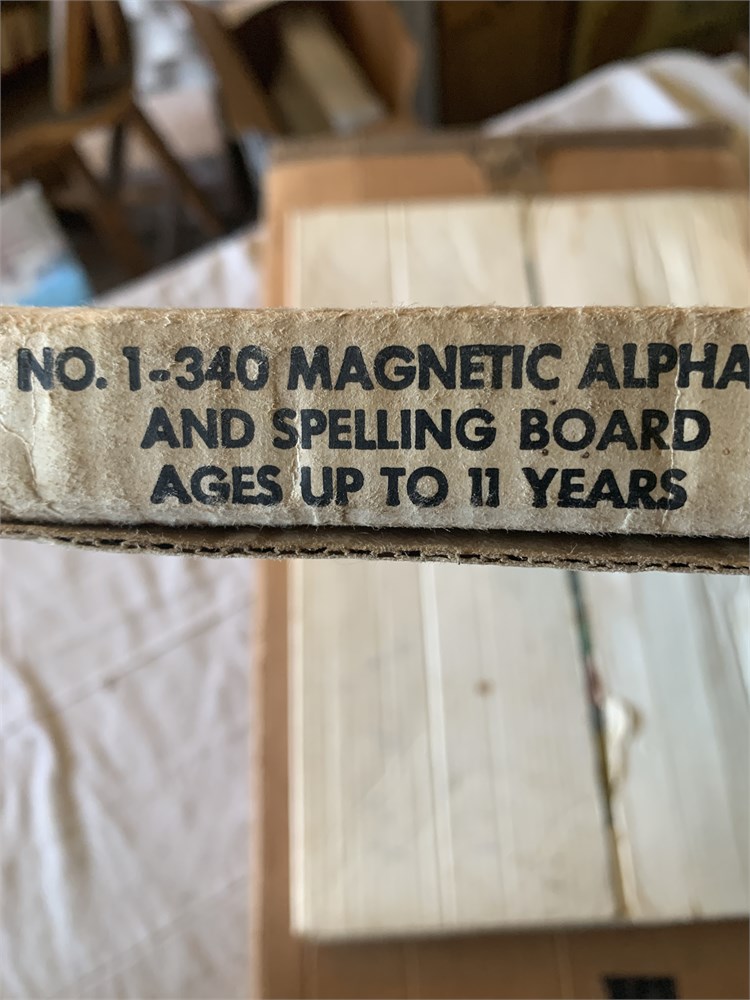 NO. 1-340 MAGNETIC ALPHA
AND SPELLING BOARD
AGES UP TO 11 YEARS